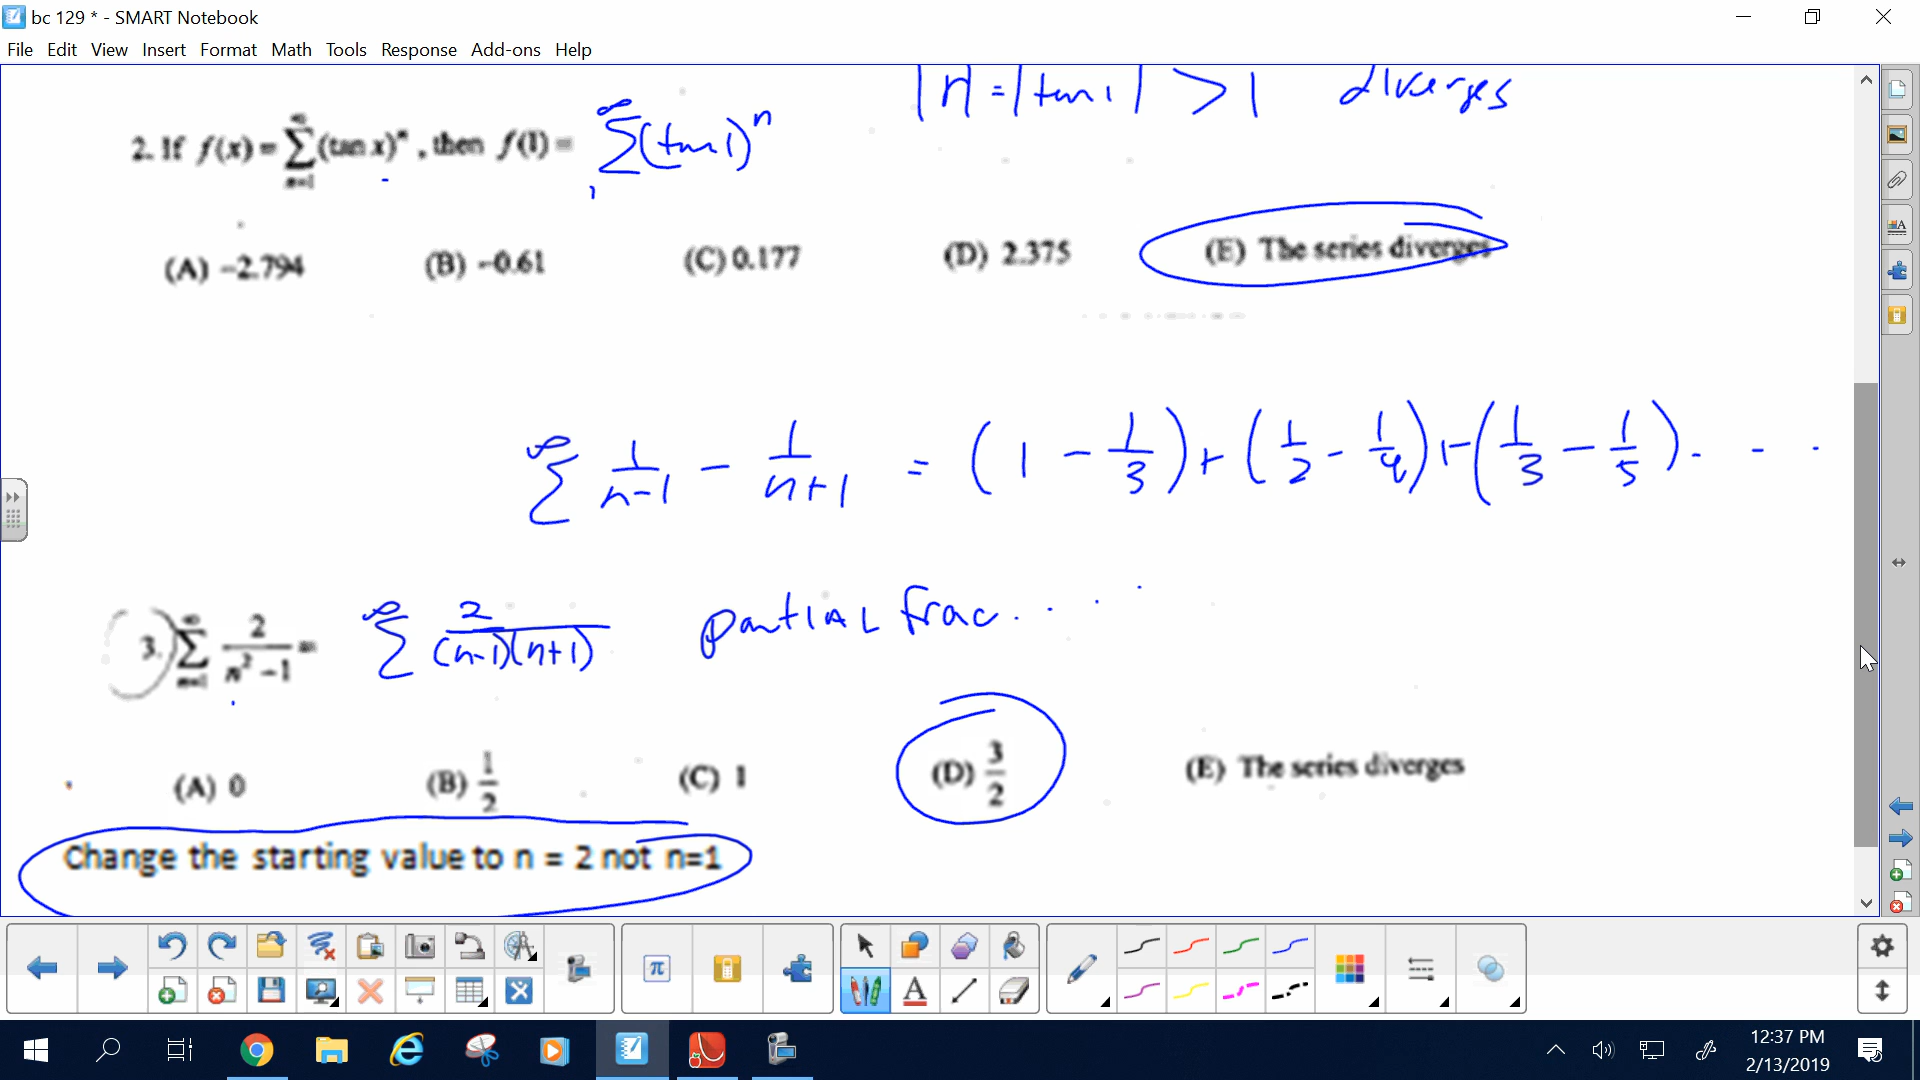 bc 129 * - SMART Notebook
File Edit View Insert Format Math Tools Response Add-ons Help
|r| = |tan 1| > 1 diverges
2. If f(x) = ∑_{n=1}^{∞} (tan x)^n , then f(1) = ∑_{1}^{∞} (tan 1)^n
(A) −2.794 (B) −0.61 (C) 0.177 (D) 2.375 (E) The series diverges
∑^{∞} 1/(n-1) − 1/(n+1) = (1 − 1/3) + (1/2 − 1/4) + (1/3 − 1/5) . . .
3. ∑_{n=1}^{∞} 2/(n² − 1) = ∑^{∞} 2/((n-1)(n+1)) partIAL frac. . . .
(A) 0 (B) 1/2 (C) 1 (D) 3/2 (E) The series diverges
Change the starting value to n = 2 not n=1
π
A
12:37 PM
2/13/2019